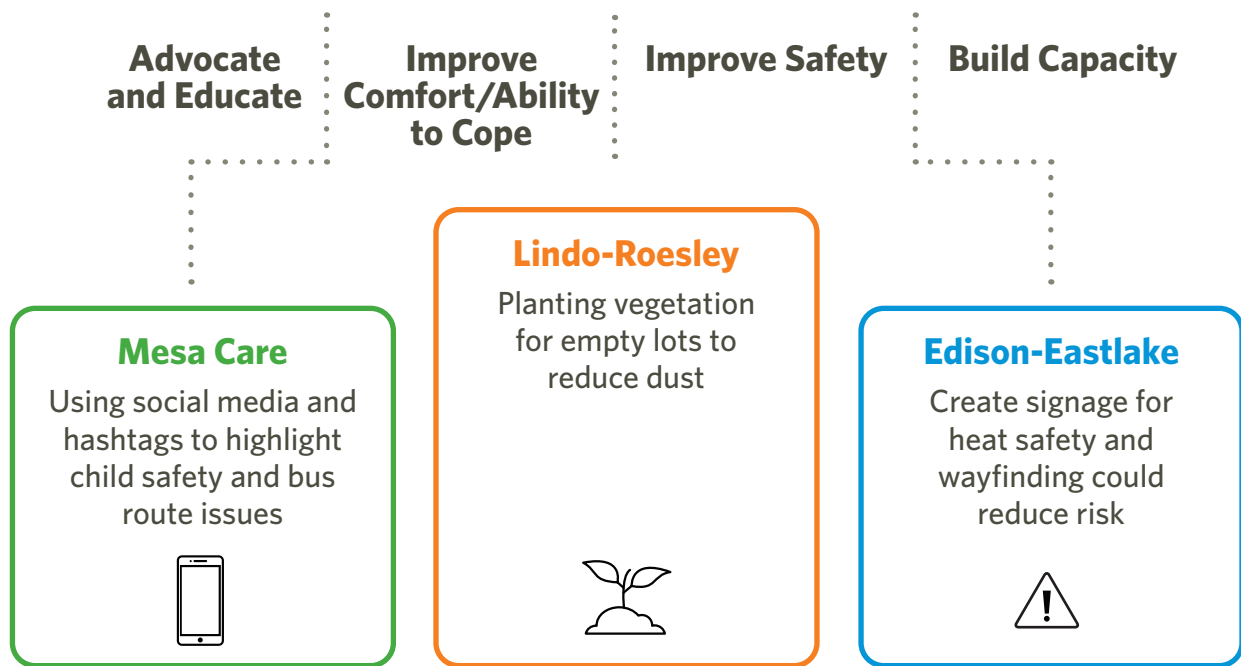 Advocate
and Educate
Improve
Comfort/Ability
to Cope
Improve Safety
Build Capacity
Mesa Care
Using social media and
hashtags to highlight
child safety and bus
route issues
Lindo-Roesley
Planting vegetation
for empty lots to
reduce dust
Edison-Eastlake
Create signage for
heat safety and
wayfinding could
reduce risk